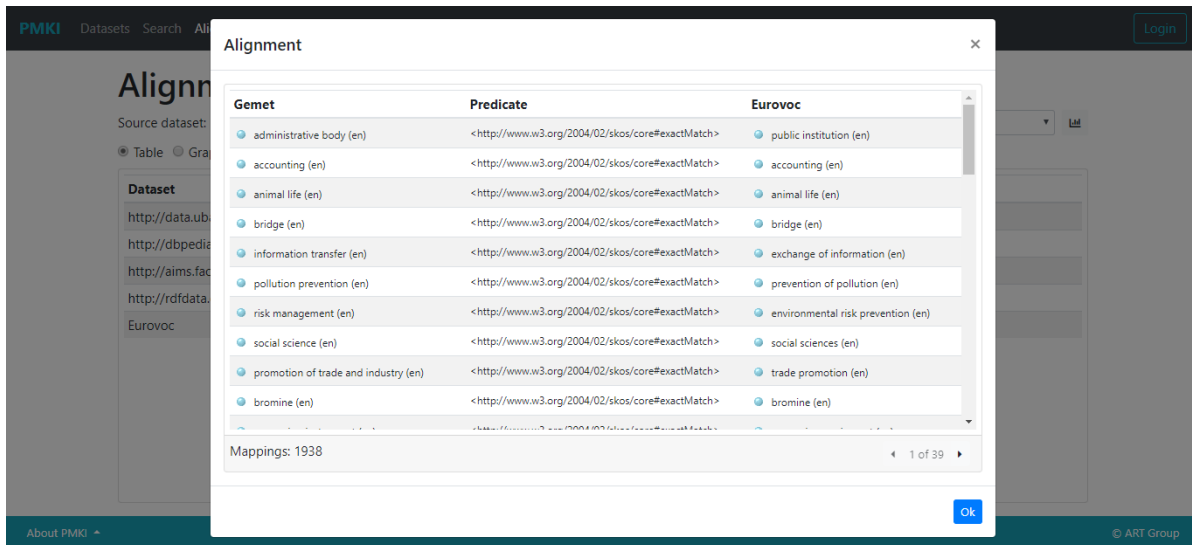 PMKI Datasets Search Ali Login
Alignment ×
Alignn
Source dataset:
Table Gra
Dataset
http://data.ub
http://dbpedia
http://aims.fac
http://rdfdata.
Eurovoc
Gemet Predicate Eurovoc
administrative body (en) <http://www.w3.org/2004/02/skos/core#exactMatch> public institution (en)
accounting (en) <http://www.w3.org/2004/02/skos/core#exactMatch> accounting (en)
animal life (en) <http://www.w3.org/2004/02/skos/core#exactMatch> animal life (en)
bridge (en) <http://www.w3.org/2004/02/skos/core#exactMatch> bridge (en)
information transfer (en) <http://www.w3.org/2004/02/skos/core#exactMatch> exchange of information (en)
pollution prevention (en) <http://www.w3.org/2004/02/skos/core#exactMatch> prevention of pollution (en)
risk management (en) <http://www.w3.org/2004/02/skos/core#exactMatch> environmental risk prevention (en)
social science (en) <http://www.w3.org/2004/02/skos/core#exactMatch> social sciences (en)
promotion of trade and industry (en) <http://www.w3.org/2004/02/skos/core#exactMatch> trade promotion (en)
bromine (en) <http://www.w3.org/2004/02/skos/core#exactMatch> bromine (en)
Mappings: 1938 1 of 39
Ok
About PMKI © ART Group